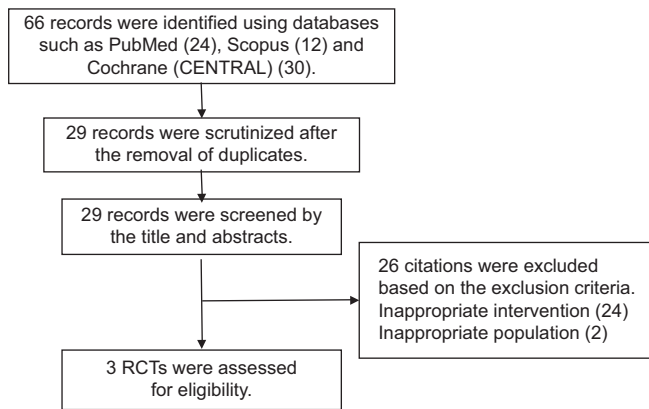 66 records were identified using databases
such as PubMed (24), Scopus (12) and
Cochrane (CENTRAL) (30).
29 records were scrutinized after
the removal of duplicates.
29 records were screened by
the title and abstracts.
26 citations were excluded
based on the exclusion criteria.
Inappropriate intervention (24)
Inappropriate population (2)
3 RCTs were assessed
for eligibility.